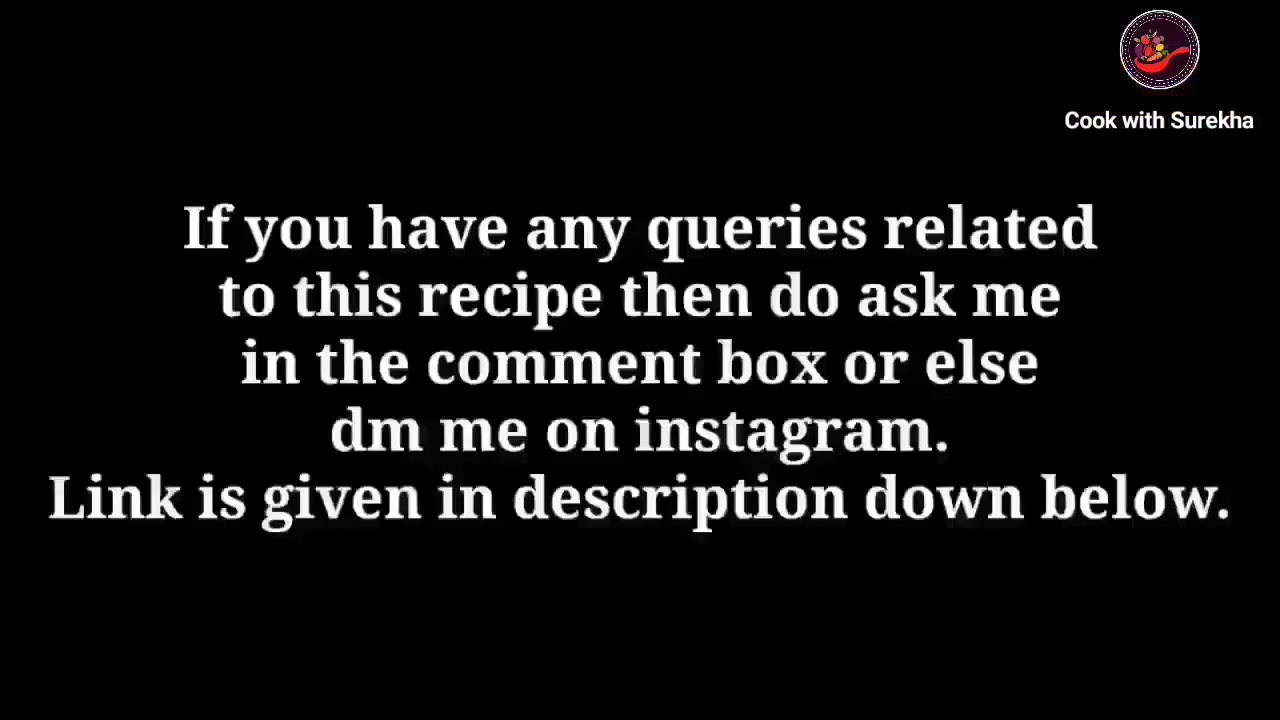 Cook with Surekha
If you have any queries related
to this recipe then do ask me
in the comment box or else
dm me on instagram.
Link is given in description down below.